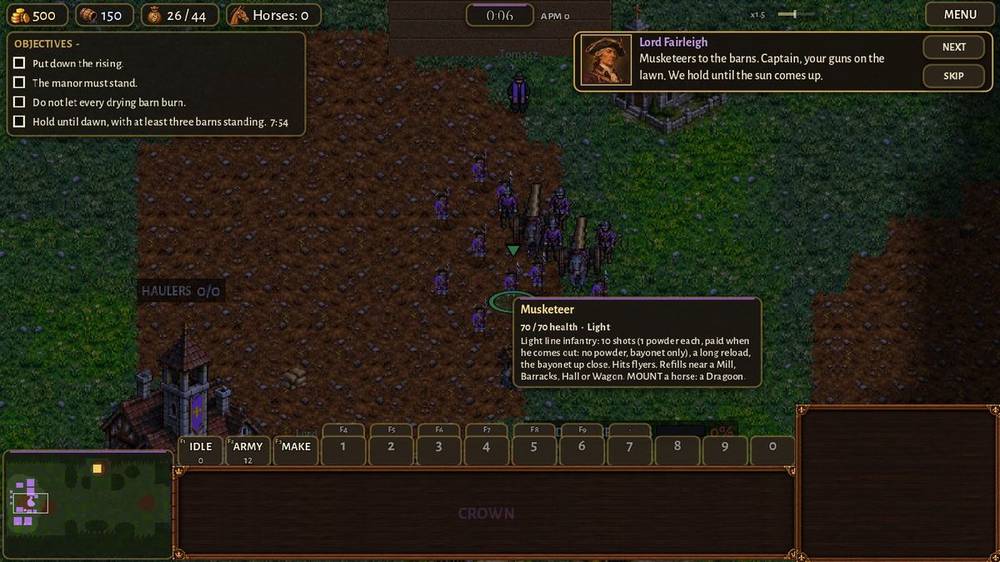 500
150
26/44
Horses: 0
0:06
APM 0
x1.5
MENU
OBJECTIVES -
Put down the rising.
The manor must stand.
Do not let every drying barn burn.
Hold until dawn, with at least three barns standing. 7:54
Lord Fairleigh
Musketeers to the barns. Captain, your guns on the
lawn. We hold until the sun comes up.
NEXT
SKIP
Tomasz
HAULERS 0/0
Musketeer
70/70 health · Light
Light line infantry: 10 shots (1 powder each, paid when
he comes out: no powder, bayonet only), a long reload,
the bayonet up close. Hits flyers. Refills near a Mill,
Barracks, Hall or Wagon. MOUNT a horse: a Dragoon.
F1 IDLE
0
F2 ARMY
12
F3 MAKE
F4 F5 F6 F7 F8 F9
1 2 3 4 5 6 7 8 9 0
0%
CROWN